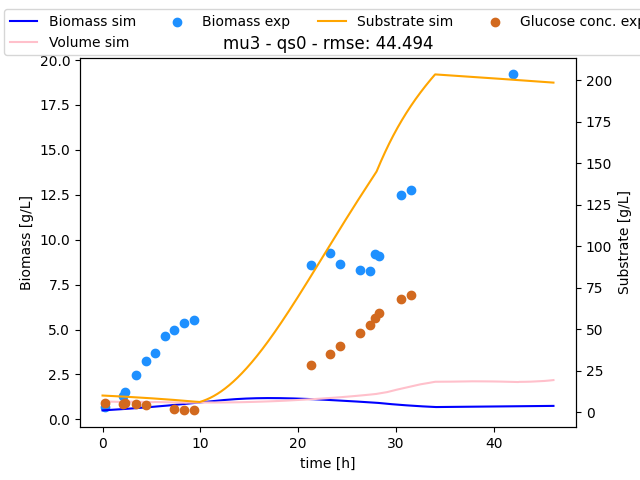 Biomass sim Biomass exp Substrate sim Glucose conc. exp
Volume sim
mu3 - qs0 - rmse: 44.494
20.0
17.5
15.0
12.5
10.0
7.5
5.0
2.5
0.0
Biomass [g/L]
200
175
150
125
100
75
50
25
0
Substrate [g/L]
0 10 20 30 40
time [h]